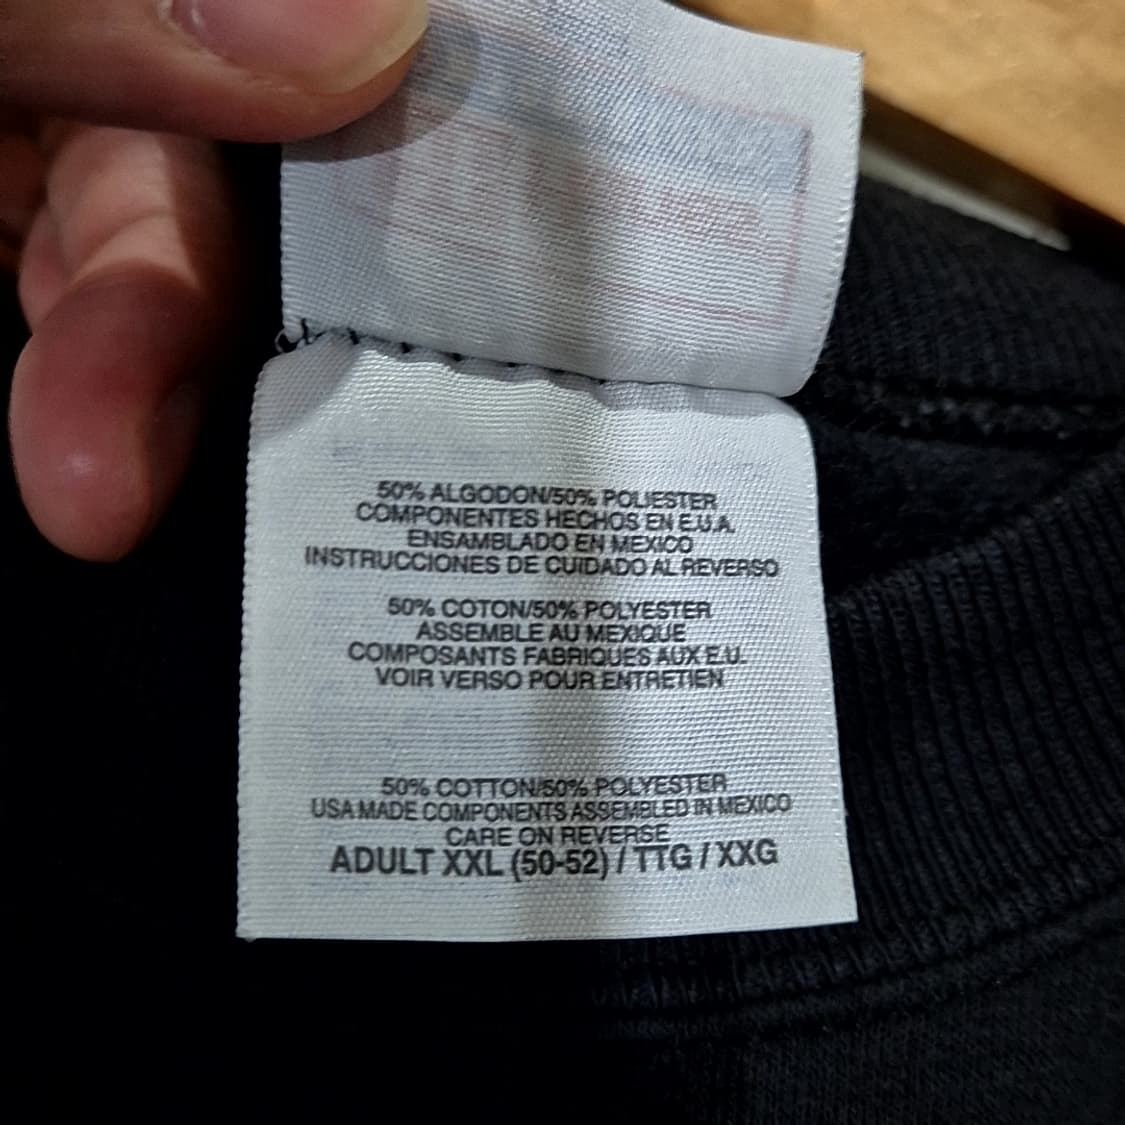 50% ALGODON/50% POLIESTER
COMPONENTES HECHOS EN E.U.A.
ENSAMBLADO EN MEXICO
INSTRUCCIONES DE CUIDADO AL REVERSO
50% COTON/50% POLYESTER
ASSEMBLE AU MEXIQUE
COMPOSANTS FABRIQUES AUX E.U.
VOIR VERSO POUR ENTRETIEN
50% COTTON/50% POLYESTER
USA MADE COMPONENTS ASSEMBLED IN MEXICO
CARE ON REVERSE
ADULT XXL (50-52) / TTG / XXG